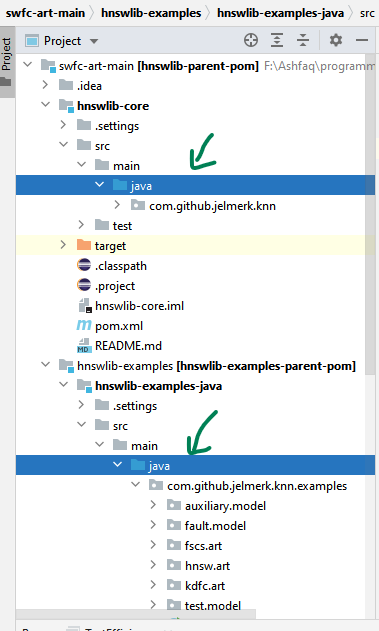 swfc-art-main hnswlib-examples hnswlib-examples-java src
Project
Project
swfc-art-main [hnswlib-parent-pom] F:\Ashfaq\programm
.idea
hnswlib-core
.settings
src
main
java
com.github.jelmerk.knn
test
target
.classpath
.project
hnswlib-core.iml
pom.xml
README.md
hnswlib-examples [hnswlib-examples-parent-pom]
hnswlib-examples-java
.settings
src
main
java
com.github.jelmerk.knn.examples
auxiliary.model
fault.model
fscs.art
hnsw.art
kdfc.art
test.model